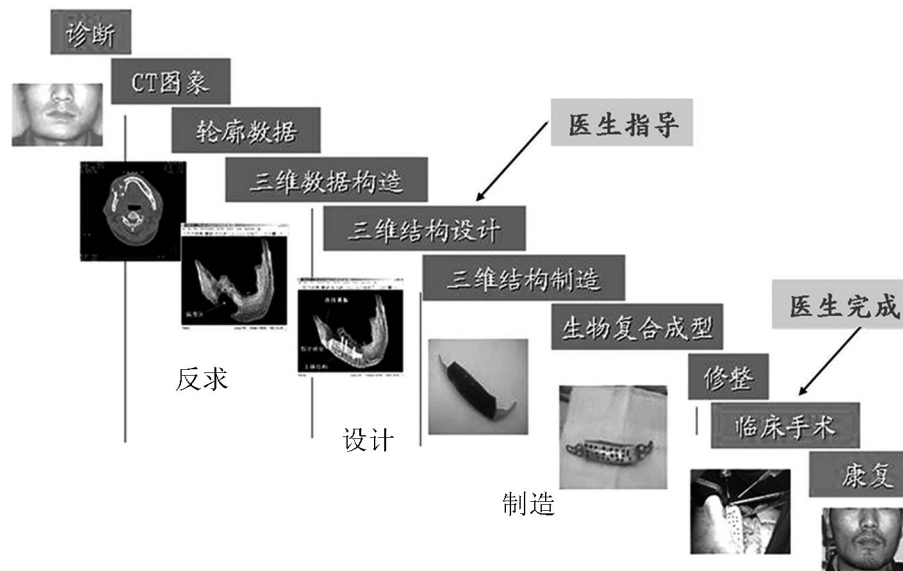 诊断
CT图象
轮廓数据
医生指导
三维数据构造
三维结构设计
三维结构制造
医生完成
生物复合成型
反求
修整
设计
临床手术
康复
制造